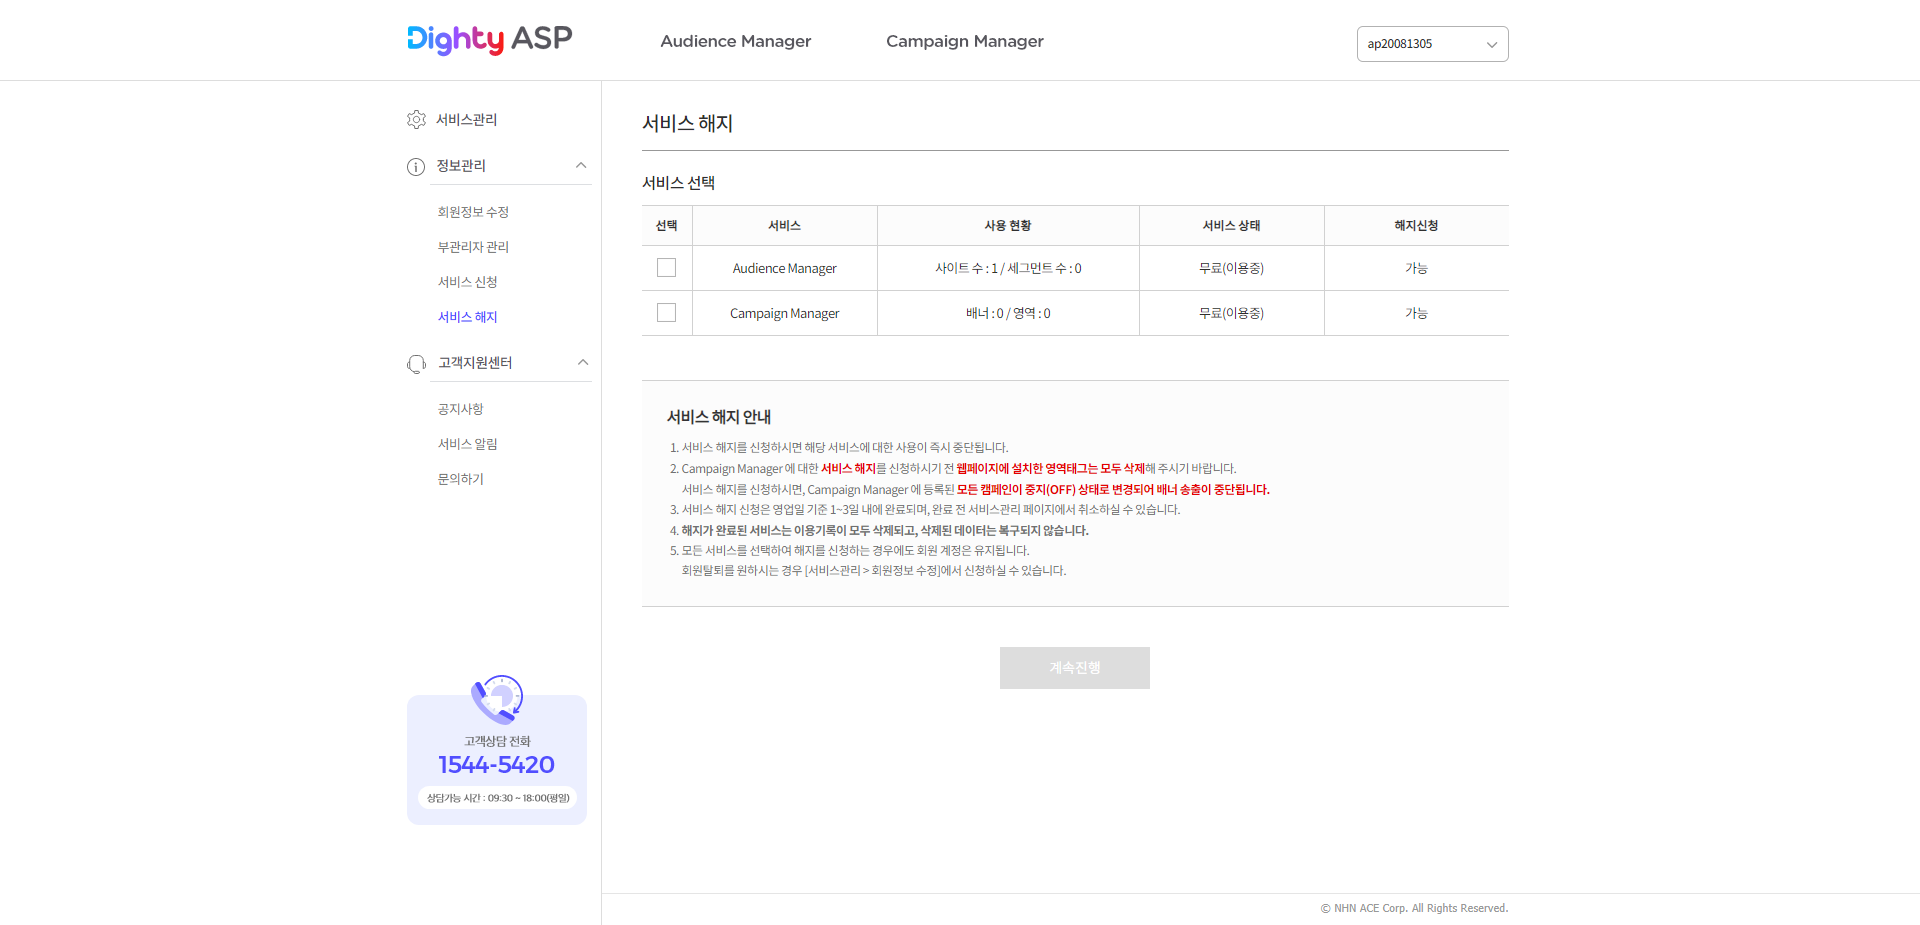 Dighty ASP
Audience Manager
Campaign Manager
ap20081305
서비스관리
정보관리
회원정보 수정
부관리자 관리
서비스 신청
서비스 해지
고객지원센터
공지사항
서비스 알림
문의하기
고객상담 전화
1544-5420
상담가능 시간 : 09:30 ~ 18:00(평일)
서비스 해지
서비스 선택
선택 서비스 사용 현황 서비스 상태 해지신청
Audience Manager 사이트 수 : 1 / 세그먼트 수 : 0 무료(이용중) 가능
Campaign Manager 배너 : 0 / 영역 : 0 무료(이용중) 가능
서비스 해지 안내
1. 서비스 해지를 신청하시면 해당 서비스에 대한 사용이 즉시 중단됩니다.
2. Campaign Manager 에 대한 서비스 해지를 신청하시기 전 웹페이지에 설치한 영역태그는 모두 삭제해 주시기 바랍니다.
서비스 해지를 신청하시면, Campaign Manager 에 등록된 모든 캠페인이 중지(OFF) 상태로 변경되어 배너 송출이 중단됩니다.
3. 서비스 해지 신청은 영업일 기준 1~3일 내에 완료되며, 완료 전 서비스관리 페이지에서 취소하실 수 있습니다.
4. 해지가 완료된 서비스는 이용기록이 모두 삭제되고, 삭제된 데이터는 복구되지 않습니다.
5. 모든 서비스를 선택하여 해지를 신청하는 경우에도 회원 계정은 유지됩니다.
회원탈퇴를 원하시는 경우 [서비스관리 > 회원정보 수정]에서 신청하실 수 있습니다.
계속진행
© NHN ACE Corp. All Rights Reserved.